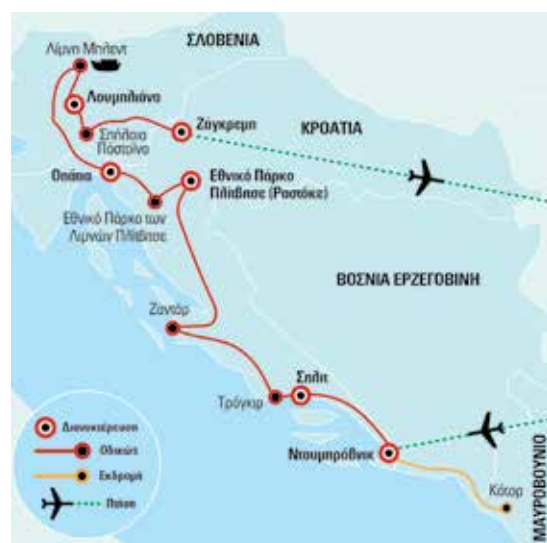 ΣΛΟΒΕΝΙΑ
Λίμνη Μπλεντ
Λουμπλιάνα
Ζάγκρεμπ
ΚΡΟΑΤΙΑ
Σπήλαια
Πόστοϊνα
Οπάτια
Εθνικό Πάρκο
Πλίτβιτσε (Ραστόκε)
Εθνικό Πάρκο των
Λιμνών Πλίτβιτσε
ΒΟΣΝΙΑ ΕΡΖΕΓΟΒΙΝΗ
Ζαντάρ
Σπλιτ
Τρόγκιρ
Ντουμπρόβνικ
Κότορ
ΜΑΥΡΟΒΟΥΝΙΟ
Διανυκτέρευση
Οδικώς
Εκδρομή
Πτήση